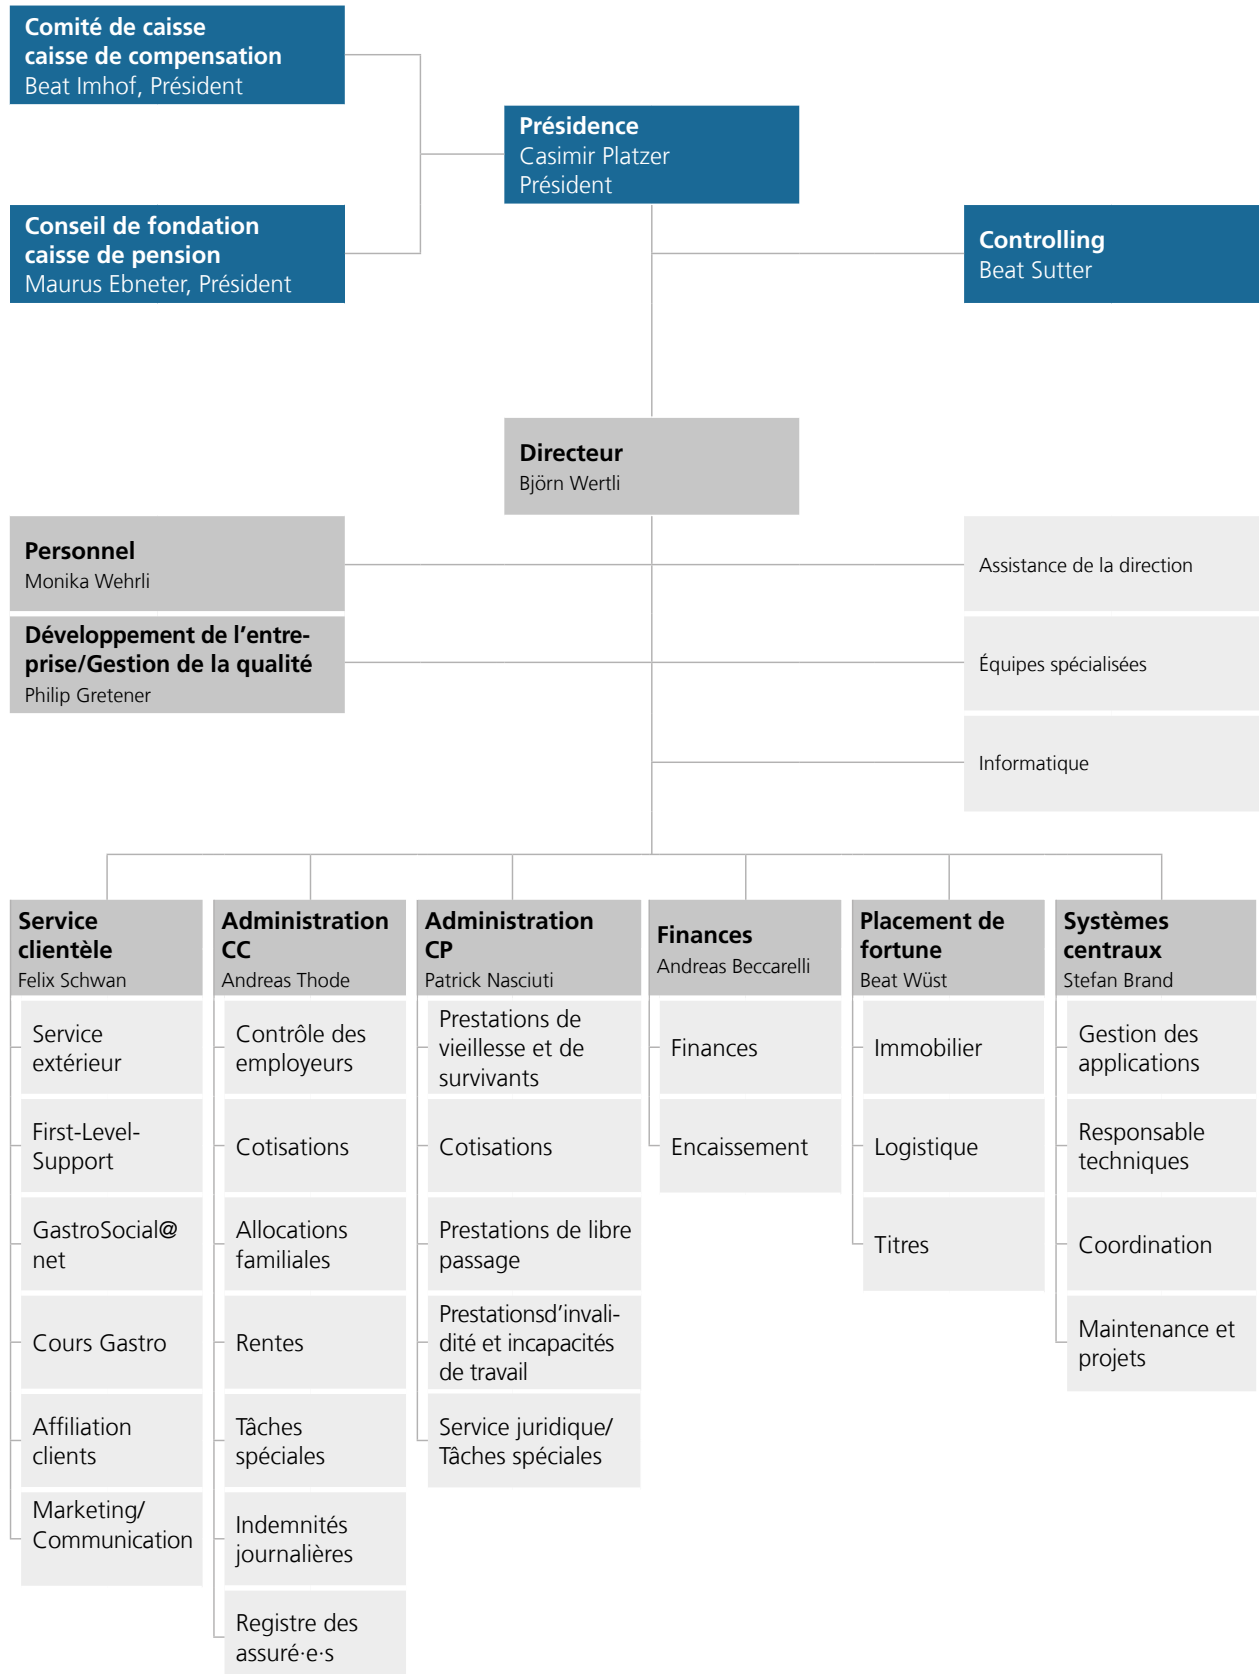 Comité de caisse
caisse de compensation
Beat Imhof, Président
Présidence
Casimir Platzer
Président
Conseil de fondation
caisse de pension
Maurus Ebneter, Président
Controlling
Beat Sutter
Directeur
Björn Wertli
Personnel
Monika Wehrli
Assistance de la direction
Développement de l'entre-
prise/Gestion de la qualité
Philip Gretener
Équipes spécialisées
Informatique
Service
clientèle
Felix Schwan
Service
extérieur
First-Level-
Support
GastroSocial@
net
Cours Gastro
Affiliation
clients
Marketing/
Communication
Administration
CC
Andreas Thode
Contrôle des
employeurs
Cotisations
Allocations
familiales
Rentes
Tâches
spéciales
Indemnités
journalières
Registre des
assuré·e·s
Administration
CP
Patrick Nasciuti
Prestations de
vieillesse et de
survivants
Cotisations
Prestations de libre
passage
Prestationsd'invali-
dité et incapacités
de travail
Service juridique/
Tâches spéciales
Finances
Andreas Beccarelli
Finances
Encaissement
Placement de
fortune
Beat Wüst
Immobilier
Logistique
Titres
Systèmes
centraux
Stefan Brand
Gestion des
applications
Responsable
techniques
Coordination
Maintenance et
projets